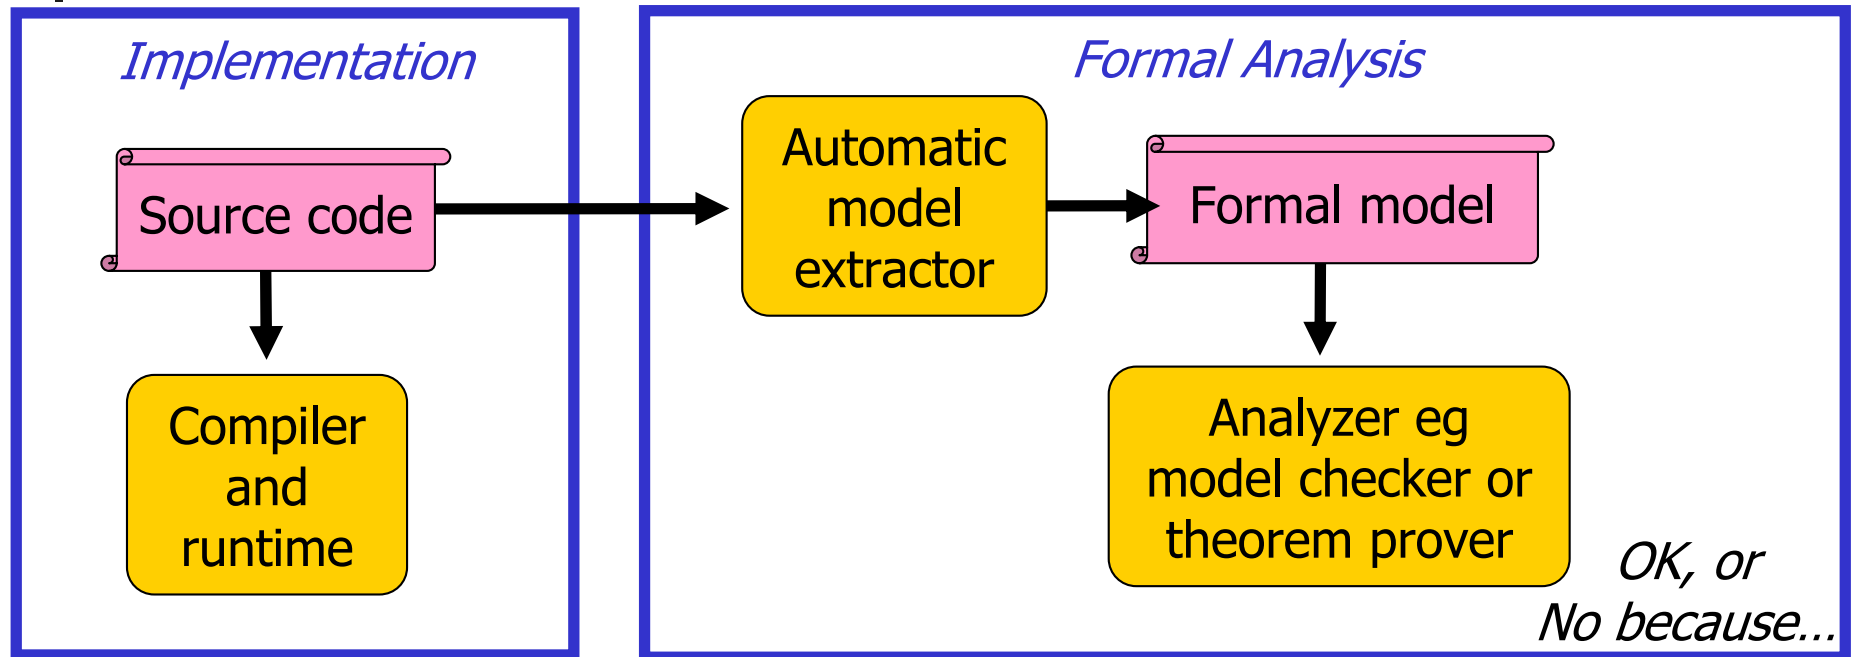 Implementation
Source code
Compiler
and
runtime
Formal Analysis
Automatic
model
extractor
Formal model
Analyzer eg
model checker or
theorem prover
OK, or
No because...